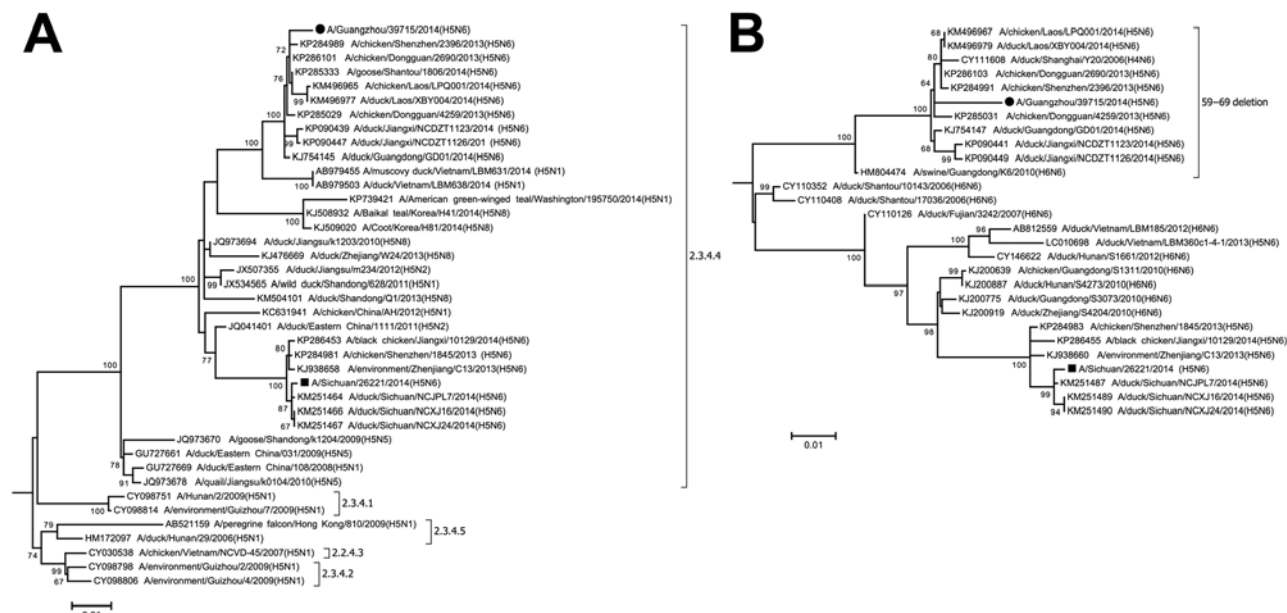 A
A/Guangzhou/39715/2014(H5N6)
KP284989 A/chicken/Shenzhen/2396/2013(H5N6)
72
KP286101 A/chicken/Dongguan/2690/2013(H5N6)
76
KP285333 A/goose/Shantou/1806/2014(H5N6)
KM496965 A/chicken/Laos/LPQ001/2014(H5N6)
99
KM496977 A/duck/Laos/XBY004/2014(H5N6)
100
KP285029 A/chicken/Dongguan/4259/2013(H5N6)
KP090439 A/duck/Jiangxi/NCDZT1123/2014 (H5N6)
99
KP090447 A/duck/Jiangxi/NCDZT1126/201 (H5N6)
KJ754145 A/duck/Guangdong/GD01/2014(H5N6)
100
AB979455 A/muscovy duck/Vietnam/LBM631/2014 (H5N1)
100
AB979503 A/duck/Vietnam/LBM638/2014 (H5N1)
KP739421 A/American green-winged teal/Washington/195750/2014(H5N1)
KJ508932 A/Baikal teal/Korea/H41/2014(H5N8)
100
KJ509020 A/Coot/Korea/H81/2014(H5N8)
JQ973694 A/duck/Jiangsu/k1203/2010(H5N8)
KJ476669 A/duck/Zhejiang/W24/2013(H5N8)
100
JX507355 A/duck/Jiangsu/m234/2012(H5N2)
99
JX534565 A/wild duck/Shandong/628/2011(H5N1)
KM504101 A/duck/Shandong/Q1/2013(H5N8)
100
KC631941 A/chicken/China/AH/2012(H5N1)
JQ041401 A/duck/Eastern China/1111/2011(H5N2)
77
KP286453 A/black chicken/Jiangxi/10129/2014(H5N6)
80
KP284981 A/chicken/Shenzhen/1845/2013 (H5N6)
KJ938658 A/environment/Zhenjiang/C13/2013(H5N6)
100
A/Sichuan/26221/2014(H5N6)
KM251464 A/duck/Sichuan/NCJPL7/2014(H5N6)
87
KM251466 A/duck/Sichuan/NCXJ16/2014(H5N6)
67
KM251467 A/duck/Sichuan/NCXJ24/2014(H5N6)
2.3.4.4
JQ973670 A/goose/Shandong/k1204/2009(H5N5)
GU727661 A/duck/Eastern China/031/2009(H5N5)
78
GU727669 A/duck/Eastern China/108/2008(H5N1)
91
JQ973678 A/quail/Jiangsu/k0104/2010(H5N5)
CY098751 A/Hunan/2/2009(H5N1)
100
CY098814 A/environment/Guizhou/7/2009(H5N1)
2.3.4.1
AB521159 A/peregrine falcon/Hong Kong/810/2009(H5N1)
79
HM172097 A/duck/Hunan/29/2006(H5N1)
2.3.4.5
74
CY030538 A/chicken/Vietnam/NCVD-45/2007(H5N1)
2.2.4.3
CY098798 A/environment/Guizhou/2/2009(H5N1)
99
67
CY098806 A/environment/Guizhou/4/2009(H5N1)
2.3.4.2
B
KM496967 A/chicken/Laos/LPQ001/2014(H5N6)
68
KM496979 A/duck/Laos/XBY004/2014(H5N6)
80
CY111608 A/duck/Shanghai/Y20/2006(H4N6)
KP286103 A/chicken/Dongguan/2690/2013(H5N6)
64
KP284991 A/chicken/Shenzhen/2396/2013(H5N6)
100
A/Guangzhou/39715/2014(H5N6)
KP285031 A/chicken/Dongguan/4259/2013(H5N6)
KJ754147 A/duck/Guangdong/GD01/2014(H5N6)
68
KP090441 A/duck/Jiangxi/NCDZT1123/2014(H5N6)
99
KP090449 A/duck/Jiangxi/NCDZT1126/2014(H5N6)
100
HM804474 A/swine/Guangdong/K6/2010(H6N6)
59-69 deletion
99
CY110352 A/duck/Shantou/10143/2006(H6N6)
CY110408 A/duck/Shantou/17036/2006(H6N6)
CY110126 A/duck/Fujian/3242/2007(H6N6)
96
AB812559 A/duck/Vietnam/LBM185/2012(H6N6)
100
LC010698 A/duck/Vietnam/LBM360c1-4-1/2013(H6N6)
CY146622 A/duck/Hunan/S1661/2012(H6N6)
100
KJ200639 A/chicken/Guangdong/S1311/2010(H6N6)
99
KJ200887 A/duck/Hunan/S4273/2010(H6N6)
97
KJ200775 A/duck/Guangdong/S3073/2010(H6N6)
KJ200919 A/duck/Zhejiang/S4204/2010(H6N6)
98
KP284983 A/chicken/Shenzhen/1845/2013(H5N6)
KP286455 A/black chicken/Jiangxi/10129/2014(H5N6)
KJ938660 A/environment/Zhenjiang/C13/2013(H5N6)
100
A/Sichuan/26221/2014 (H5N6)
KM251487 A/duck/Sichuan/NCJPL7/2014(H5N6)
99
KM251489 A/duck/Sichuan/NCXJ16/2014(H5N6)
94
KM251490 A/duck/Sichuan/NCXJ24/2014(H5N6)
0.01